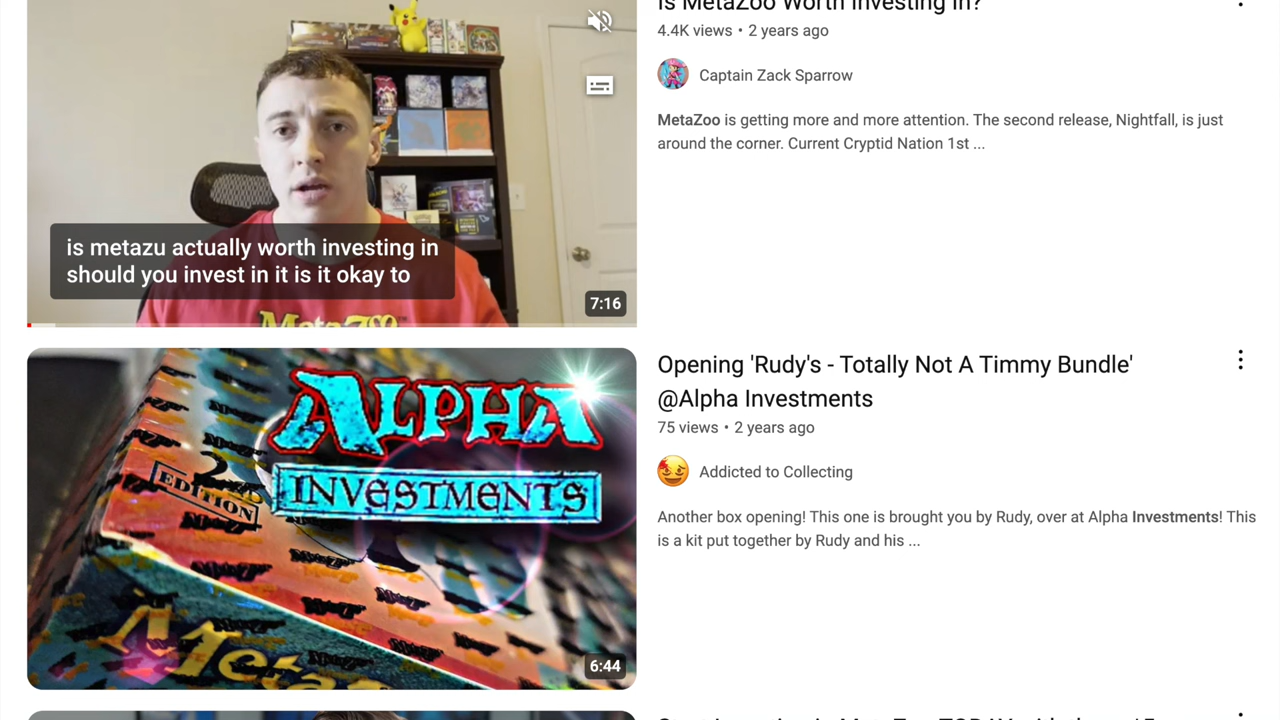 Is MetaZoo Worth Investing In?
4.4K views • 2 years ago
Captain Zack Sparrow
MetaZoo is getting more and more attention. The second release, Nightfall, is just
around the corner. Current Cryptid Nation 1st ...
is metazu actually worth investing in
should you invest in it is it okay to
MetaZoo
7:16
ALPHA
INVESTMENTS
2nd
EDITION
6:44
Opening 'Rudy's - Totally Not A Timmy Bundle'
@Alpha Investments
75 views • 2 years ago
Addicted to Collecting
Another box opening! This one is brought you by Rudy, over at Alpha Investments! This
is a kit put together by Rudy and his ...